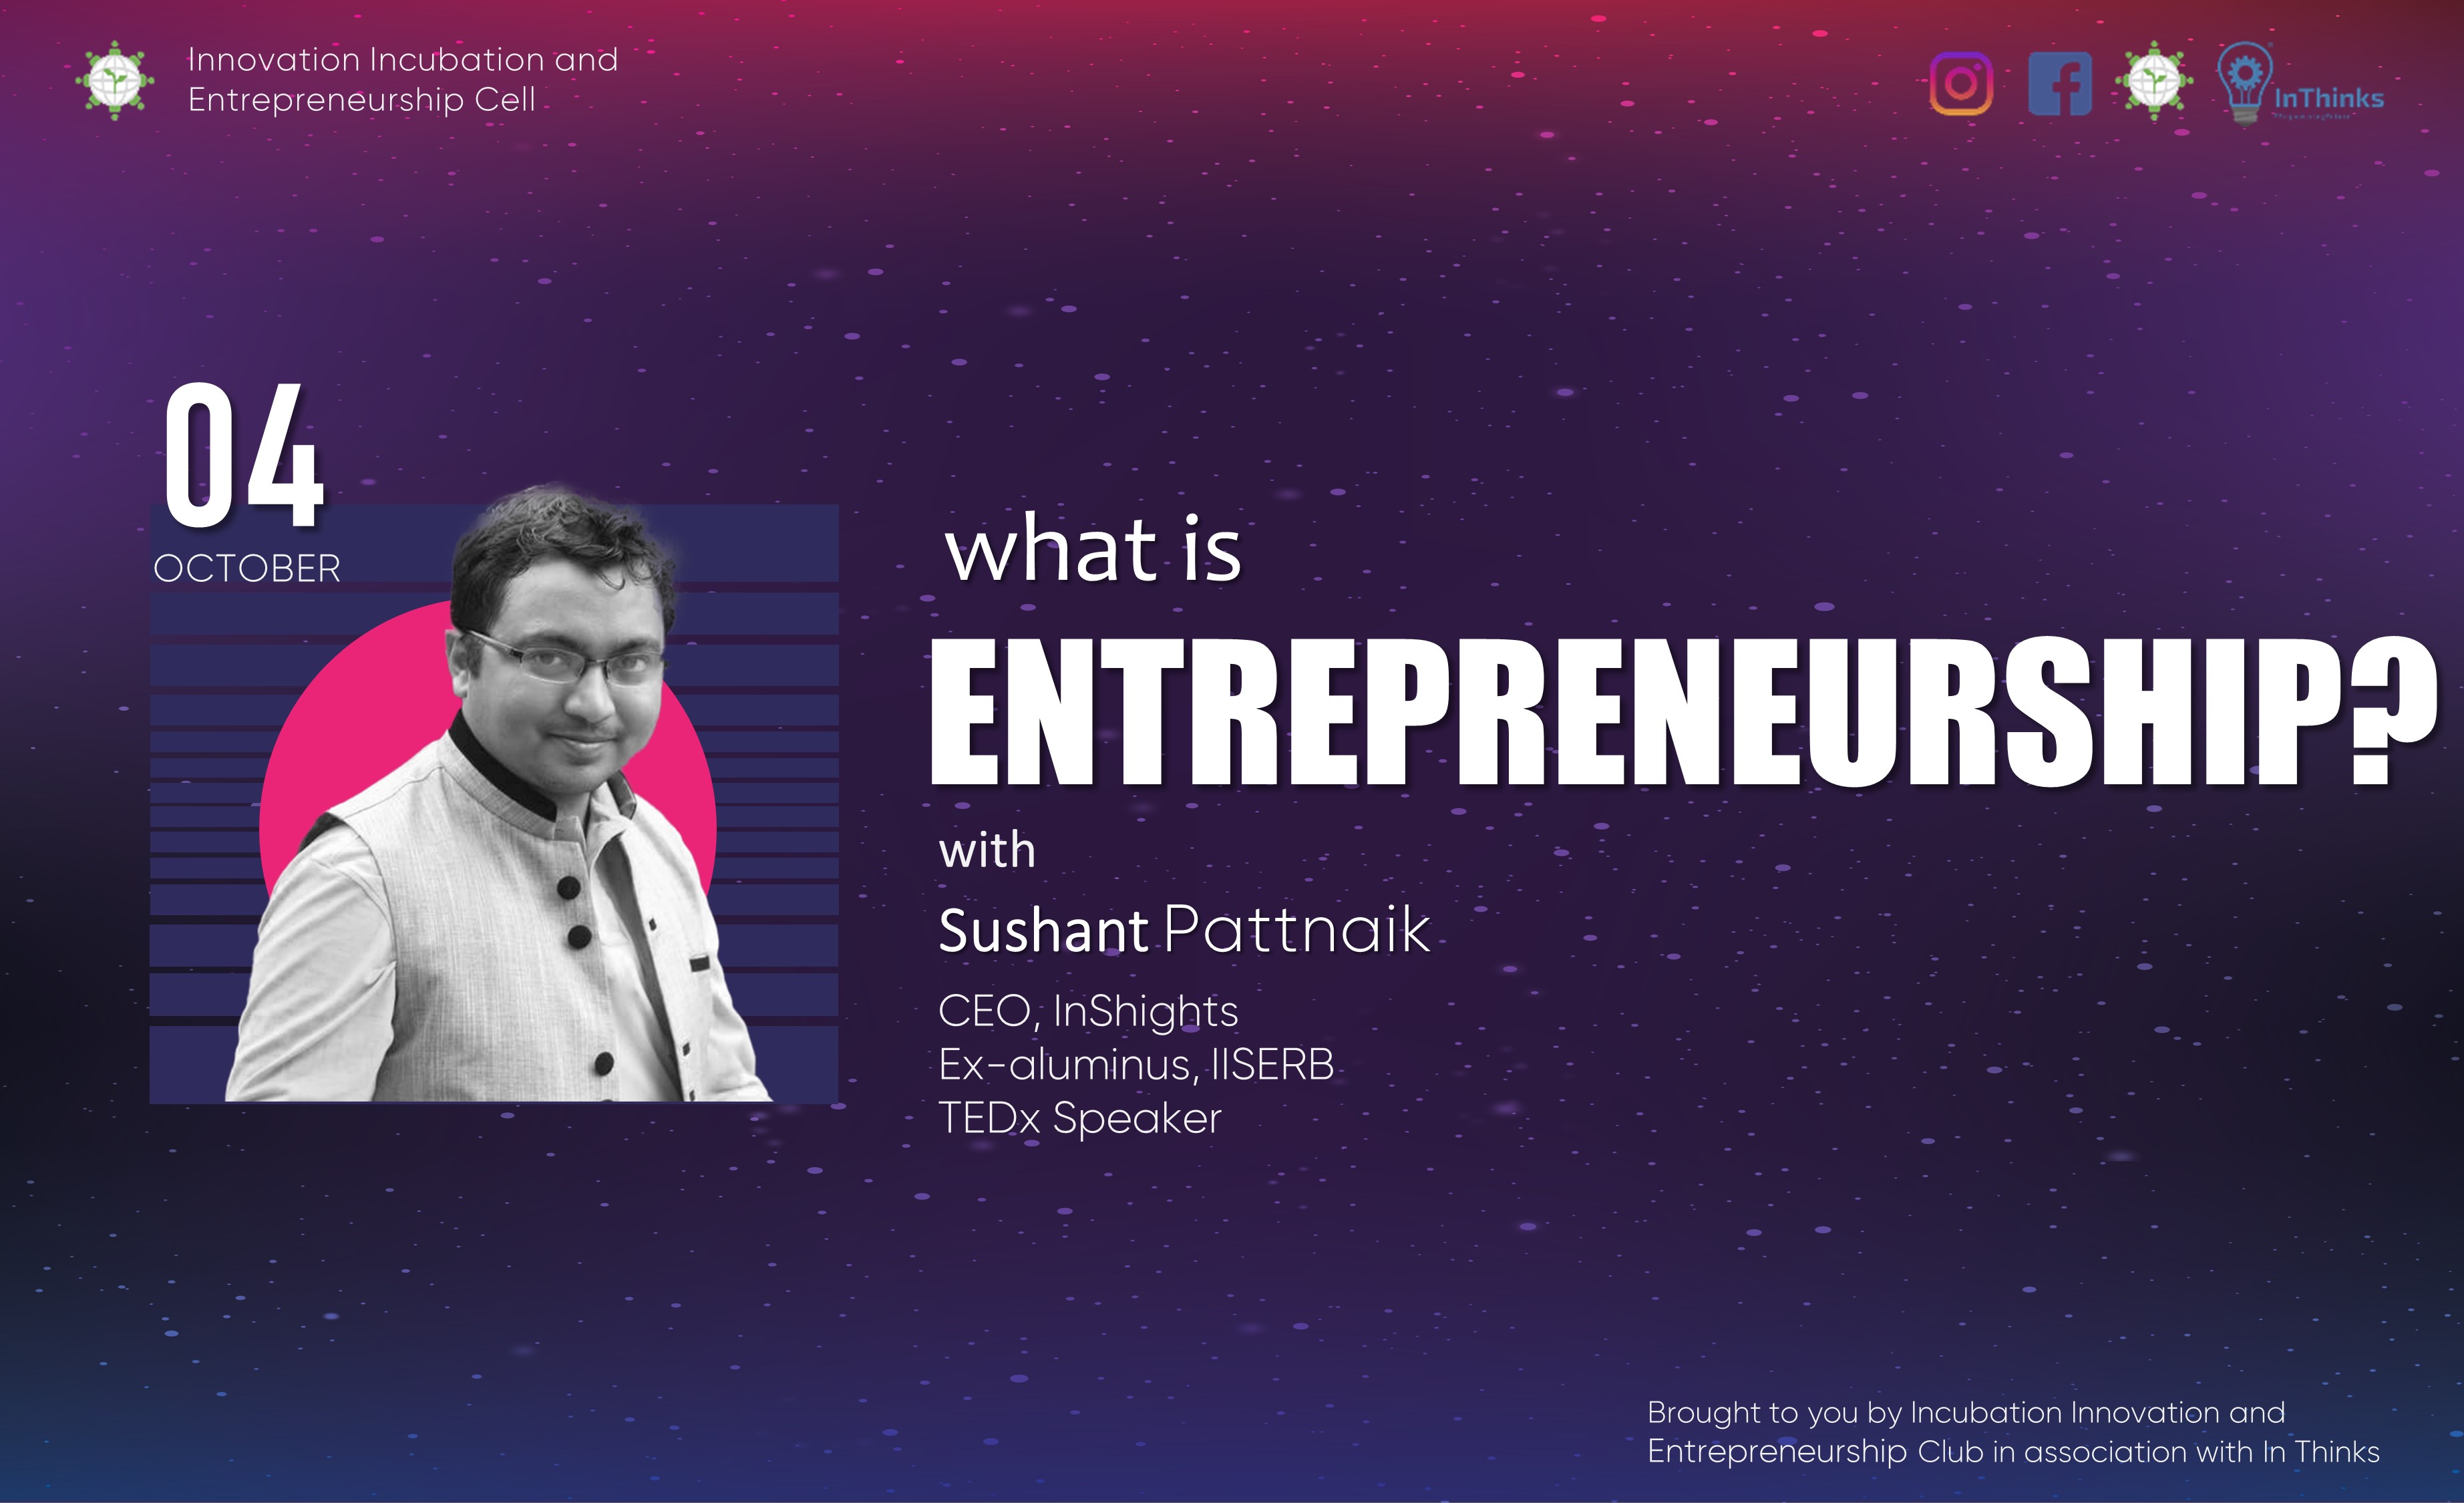 Innovation Incubation and
Entrepreneurship Cell
InThinks
04
OCTOBER
what is
ENTREPRENEURSHIP?
with
Sushant Pattnaik
CEO, InShights
Ex-aluminus, IISERB
TEDx Speaker
Brought to you by Incubation Innovation and
Entrepreneurship Club in association with In Thinks